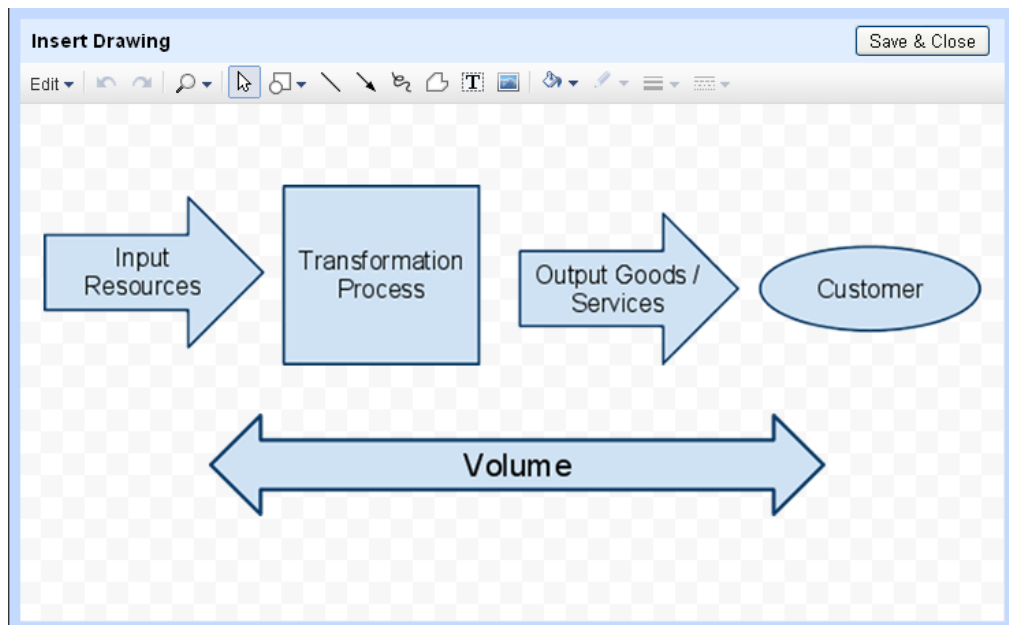 Insert Drawing
Save & Close
Edit
T
Input
Resources
Transformation
Process
Output Goods /
Services
Customer
Volume